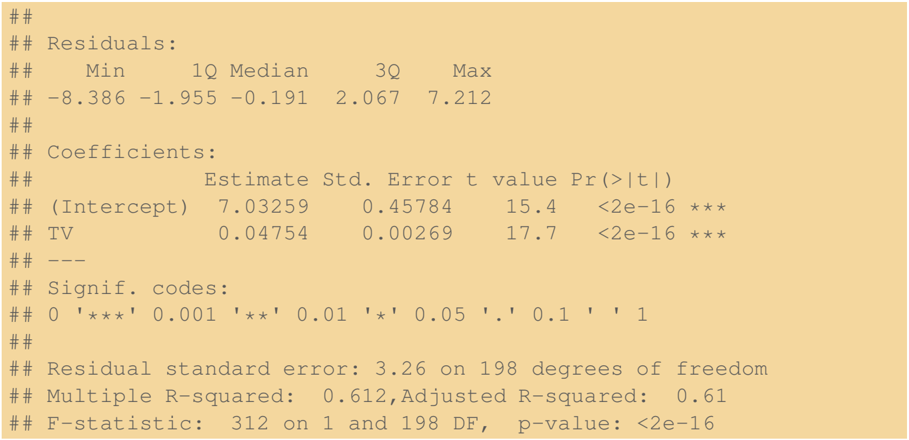 ##
## Residuals:
##    Min     1Q Median     3Q    Max
## -8.386 -1.955 -0.191  2.067  7.212
##
## Coefficients:
##             Estimate Std. Error t value Pr(>|t|)
## (Intercept)  7.03259    0.45784    15.4   <2e-16 ***
## TV           0.04754    0.00269    17.7   <2e-16 ***
## ---
## Signif. codes:
## 0 '***' 0.001 '**' 0.01 '*' 0.05 '.' 0.1 ' ' 1
##
## Residual standard error: 3.26 on 198 degrees of freedom
## Multiple R-squared:  0.612,Adjusted R-squared:  0.61
## F-statistic:  312 on 1 and 198 DF,  p-value: <2e-16